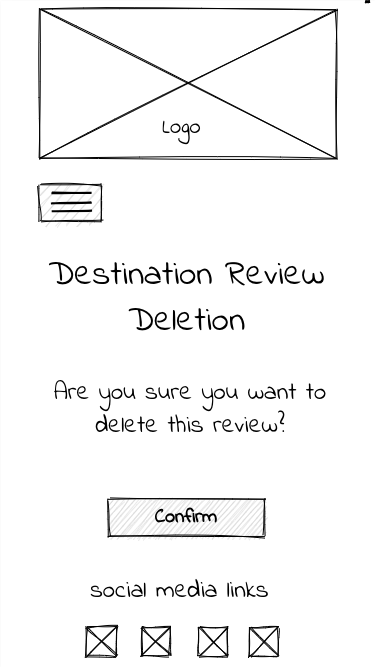 Logo
Destination Review
Deletion
Are you sure you want to
delete this review?
Confirm
social media links